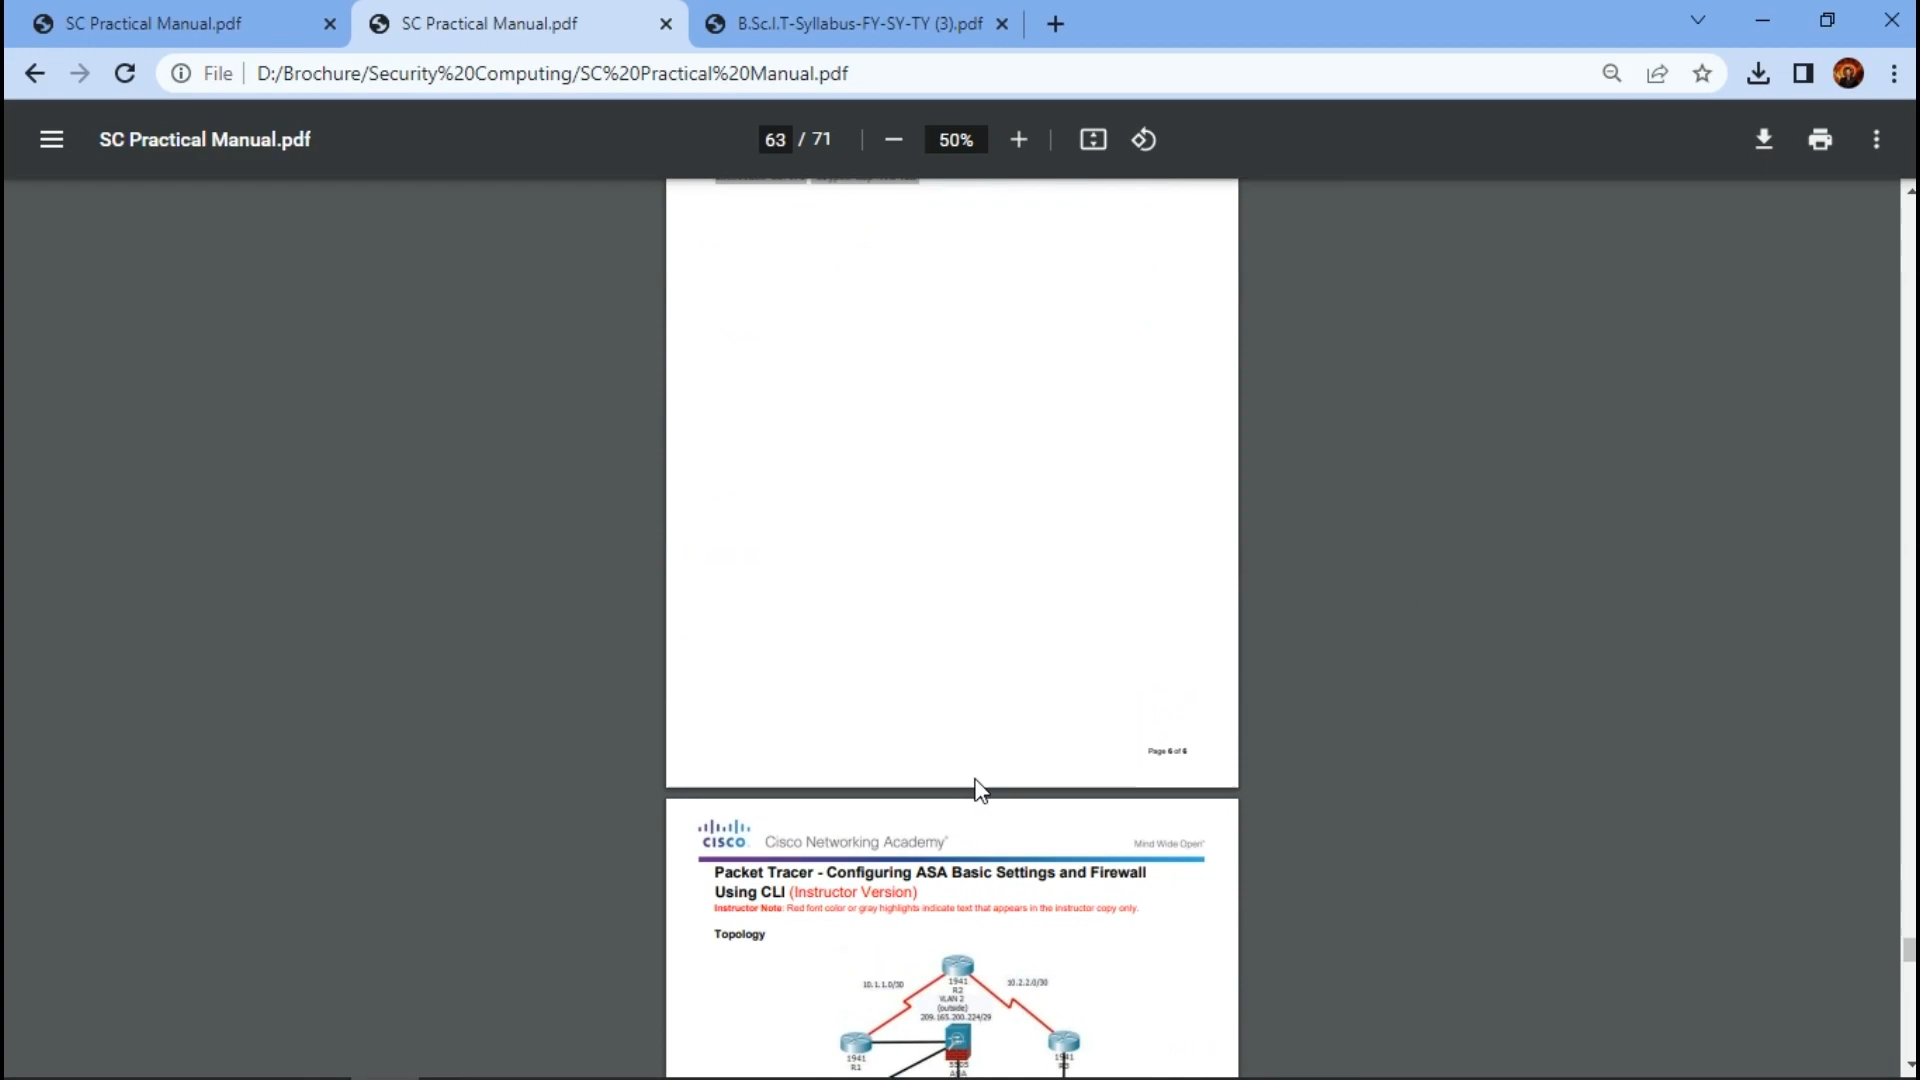 SC Practical Manual.pdf
SC Practical Manual.pdf
B.Sc.I.T-Syllabus-FY-SY-TY (3).pdf
File
D:/Brochure/Security%20Computing/SC%20Practical%20Manual.pdf
SC Practical Manual.pdf
63 / 71
50%
Page 6 of 6
CISCO
Cisco Networking Academy®
Mind Wide Open™
Packet Tracer - Configuring ASA Basic Settings and Firewall
Using CLI (Instructor Version)
Instructor Note: Red font color or gray highlights indicate text that appears in the instructor copy only.
Topology
10.1.1.0/30
1941
R2
10.2.2.0/30
VLAN 2
(outside)
209.165.200.224/29
1941
R1
5505
ASA
1941